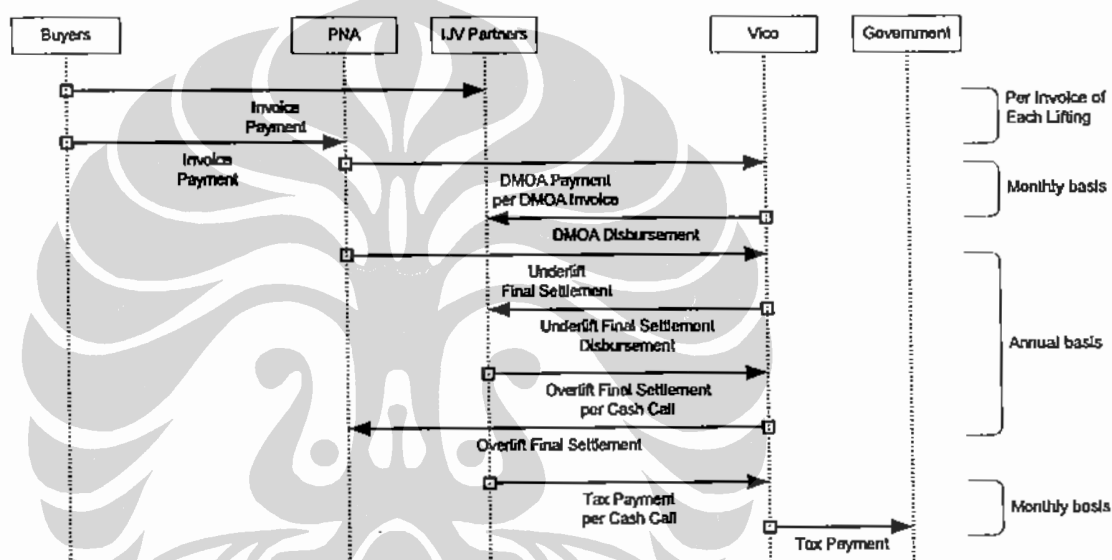 Buyers
PNA
IJV Partners
Vico
Government
Invoice
Payment
Per Invoice of
Each Lifting
Invoice
Payment
DMOA Payment
per DMOA Invoice
Monthly basis
DMOA Disbursement
Underlift
Final Settlement
Underlift Final Settlement
Disbursement
Annual basis
Overlift Final Settlement
per Cash Call
Overlift Final Settlement
Tax Payment
per Cash Call
Monthly basis
Tax Payment